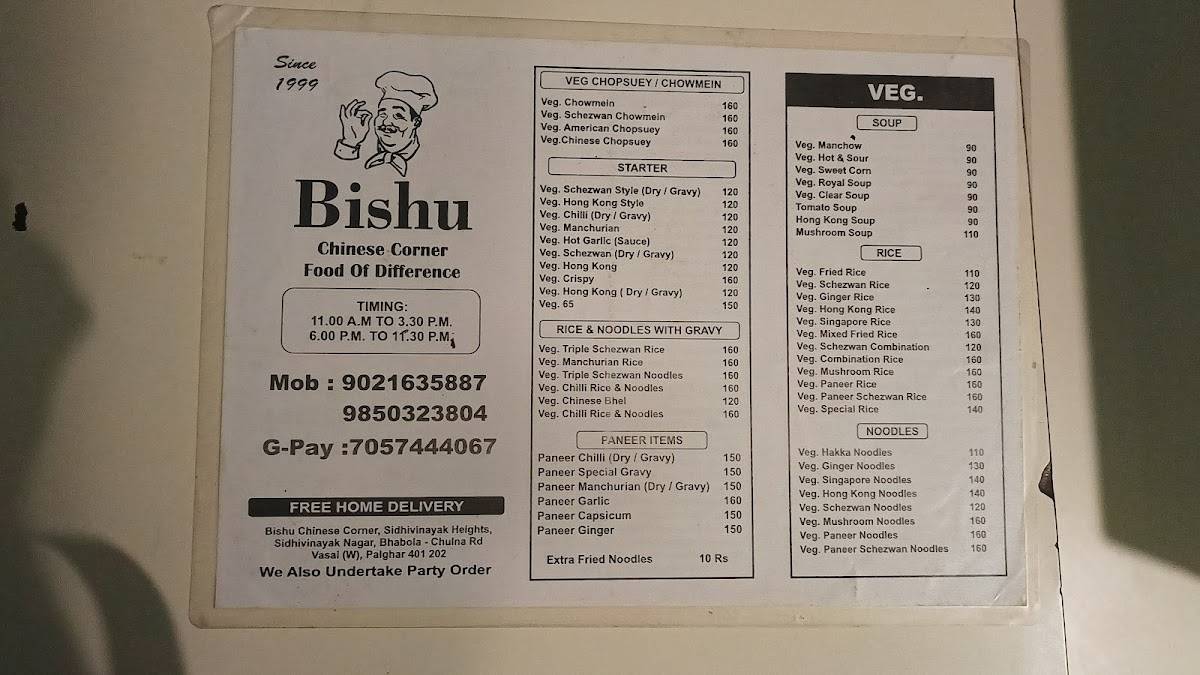 Since
1999
Bishu
Chinese Corner
Food Of Difference
TIMING:
11.00 A.M TO 3.30 P.M.
6.00 P.M. TO 11.30 P.M.
Mob : 9021635887
9850323804
G-Pay :7057444067
FREE HOME DELIVERY
Bishu Chinese Corner, Sidhivinayak Heights,
Sidhivinayak Nagar, Bhabola - Chulna Rd
Vasai (W), Palghar 401 202
We Also Undertake Party Order
VEG CHOPSUEY / CHOWMEIN
Veg. Chowmein 160
Veg. Schezwan Chowmein 160
Veg. American Chopsuey 160
Veg.Chinese Chopsuey 160
STARTER
Veg. Schezwan Style (Dry / Gravy) 120
Veg. Hong Kong Style 120
Veg. Chilli (Dry / Gravy) 120
Veg. Manchurian 120
Veg. Hot Garlic (Sauce) 120
Veg. Schezwan (Dry / Gravy) 120
Veg. Hong Kong 120
Veg. Crispy 160
Veg. Hong Kong ( Dry / Gravy) 120
Veg. 65 150
RICE & NOODLES WITH GRAVY
Veg. Triple Schezwan Rice 160
Veg. Manchurian Rice 160
Veg. Triple Schezwan Noodles 160
Veg. Chilli Rice & Noodles 160
Veg. Chinese Bhel 120
Veg. Chilli Rice & Noodles 160
PANEER ITEMS
Paneer Chilli (Dry / Gravy) 150
Paneer Special Gravy 150
Paneer Manchurian (Dry / Gravy) 150
Paneer Garlic 160
Paneer Capsicum 150
Paneer Ginger 150
Extra Fried Noodles 10 Rs
VEG.
SOUP
Veg. Manchow 90
Veg. Hot & Sour 90
Veg. Sweet Corn 90
Veg. Royal Soup 90
Veg. Clear Soup 90
Tomato Soup 90
Hong Kong Soup 90
Mushroom Soup 110
RICE
Veg. Fried Rice 110
Veg. Schezwan Rice 120
Veg. Ginger Rice 130
Veg. Hong Kong Rice 140
Veg. Singapore Rice 130
Veg. Mixed Fried Rice 160
Veg. Schezwan Combination 120
Veg. Combination Rice 160
Veg. Mushroom Rice 160
Veg. Paneer Rice 160
Veg. Paneer Schezwan Rice 160
Veg. Special Rice 140
NOODLES
Veg. Hakka Noodles 110
Veg. Ginger Noodles 130
Veg. Singapore Noodles 140
Veg. Hong Kong Noodles 140
Veg. Schezwan Noodles 120
Veg. Mushroom Noodles 160
Veg. Paneer Noodles 160
Veg. Paneer Schezwan Noodles 160